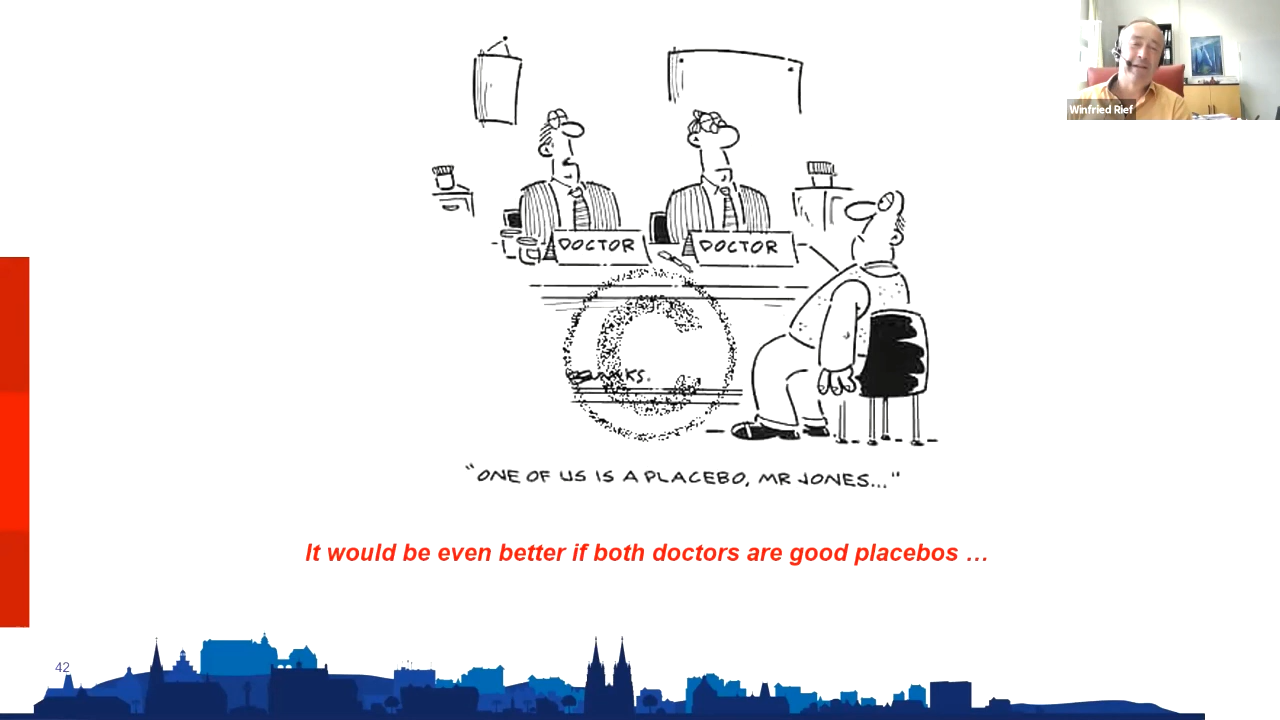 Winfried Rief
DOCTOR
DOCTOR
"ONE OF US IS A PLACEBO, MR JONES..."
It would be even better if both doctors are good placebos …
42